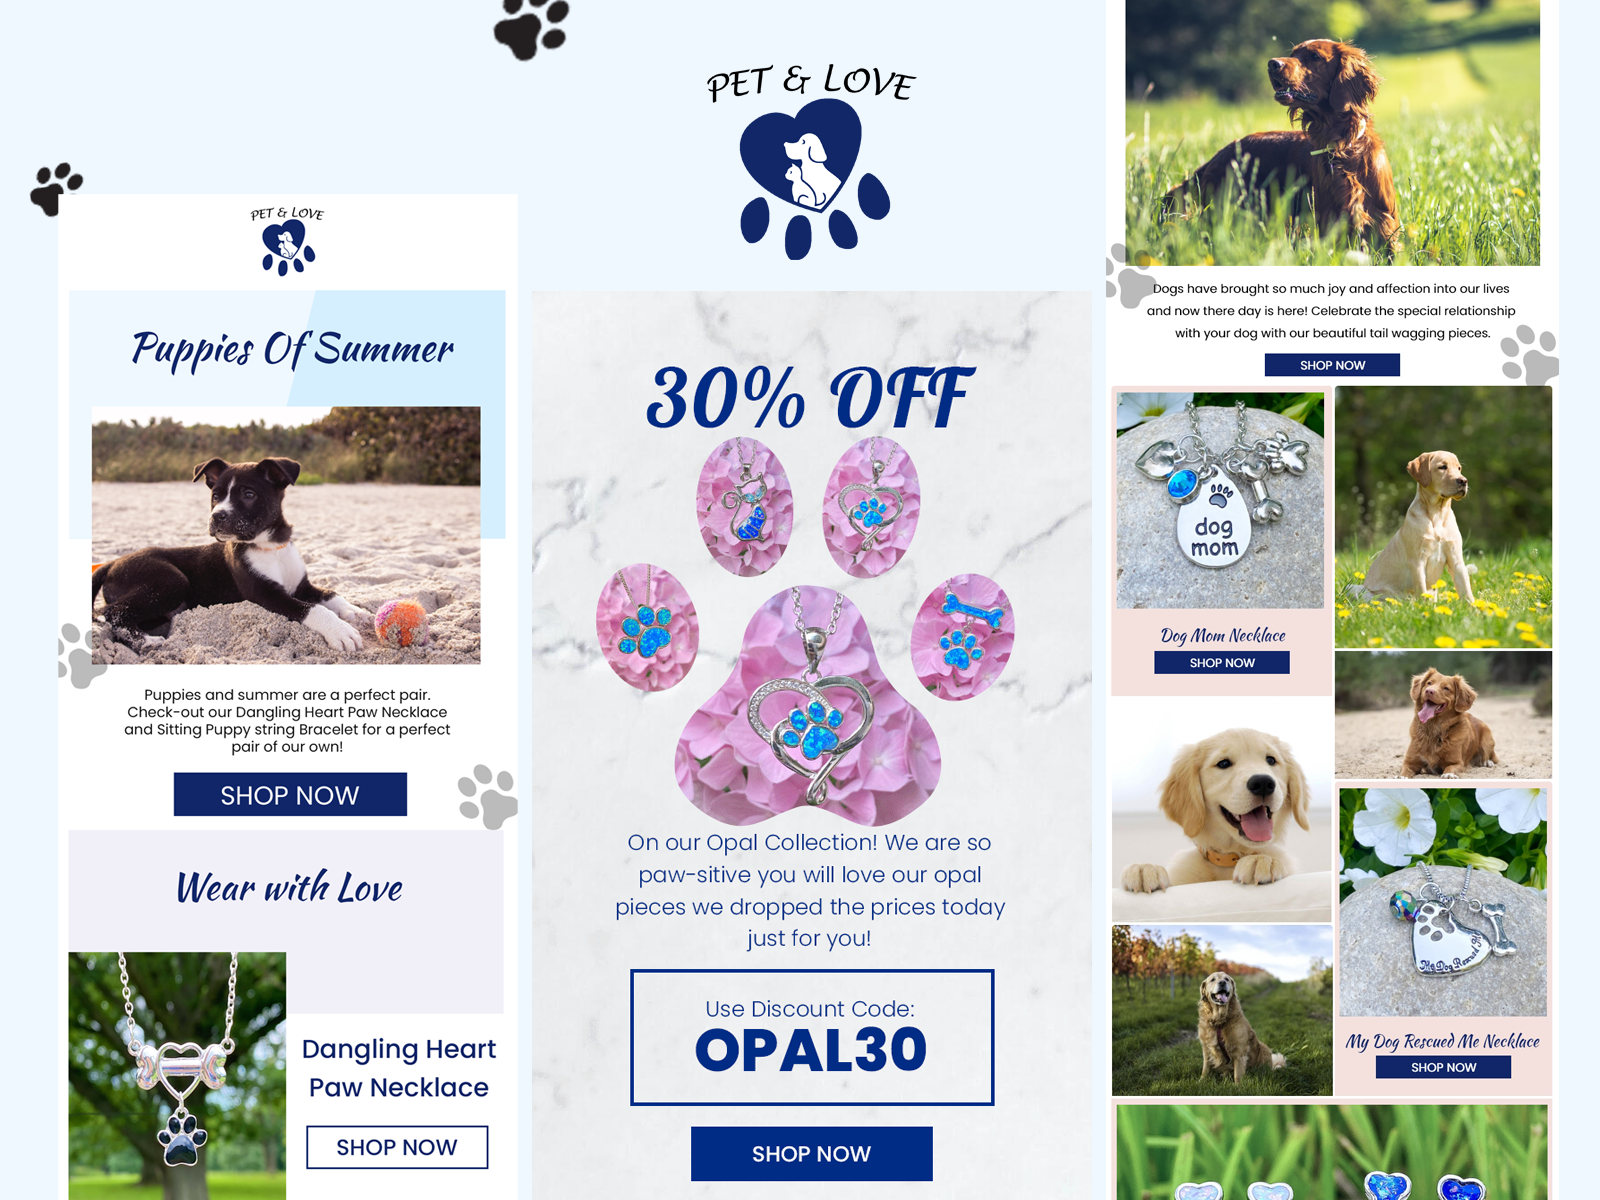 PET & LOVE
Puppies Of Summer
Puppies and summer are a perfect pair.
Check-out our Dangling Heart Paw Necklace
and Sitting Puppy string Bracelet for a perfect
pair of our own!
SHOP NOW
Wear with Love
Dangling Heart
Paw Necklace
SHOP NOW
PET & LOVE
30% OFF
On our Opal Collection! We are so
paw-sitive you will love our opal
pieces we dropped the prices today
just for you!
Use Discount Code:
OPAL30
SHOP NOW
Dogs have brought so much joy and affection into our lives
and now there day is here! Celebrate the special relationship
with your dog with our beautiful tail wagging pieces.
SHOP NOW
dog
mom
Dog Mom Necklace
SHOP NOW
My Dog Rescued Me
My Dog Rescued Me Necklace
SHOP NOW